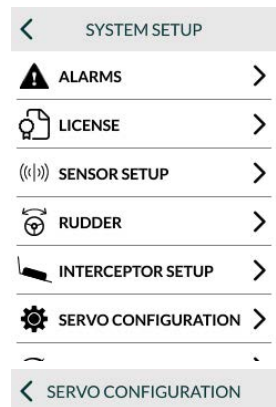 SYSTEM SETUP
ALARMS
LICENSE
SENSOR SETUP
RUDDER
INTERCEPTOR SETUP
SERVO CONFIGURATION
SERVO CONFIGURATION